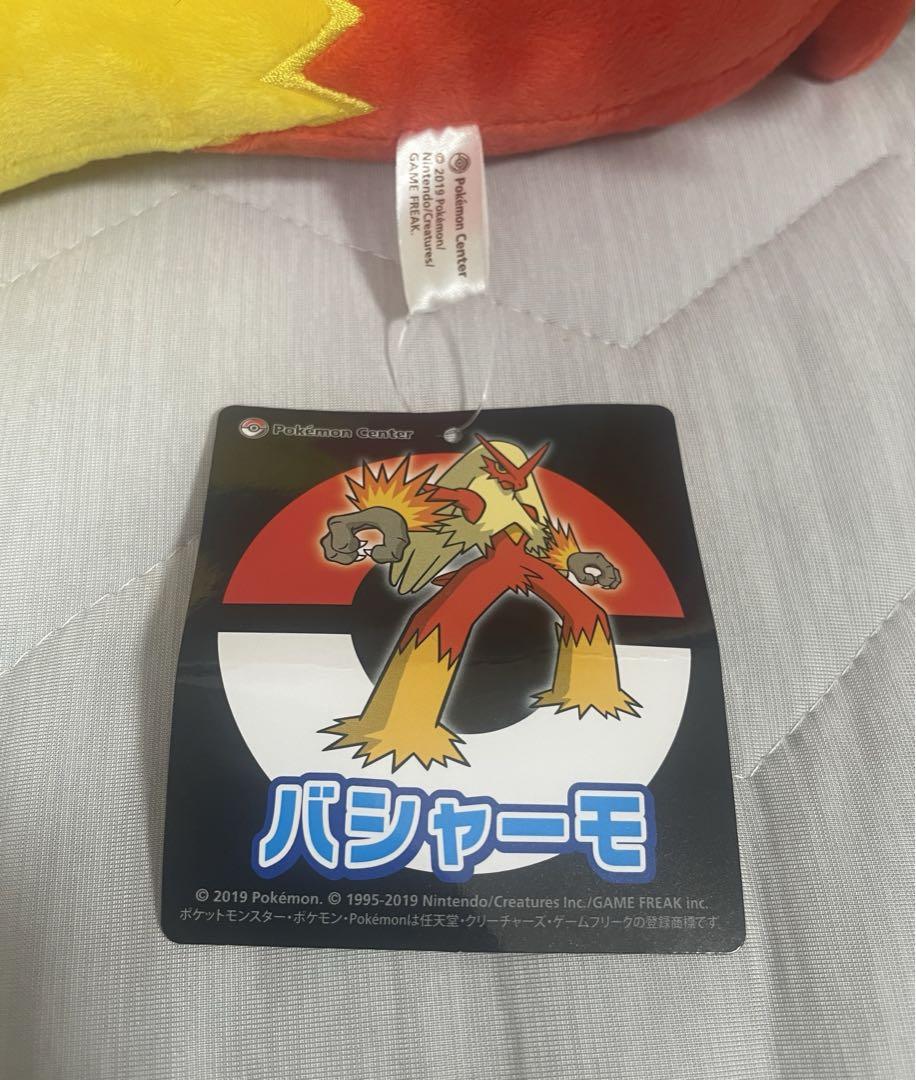 Pokémon Center
© 2019 Pokémon/
Nintendo/Creatures/
GAME FREAK.
Pokémon Center
バシャーモ
© 2019 Pokémon. © 1995-2019 Nintendo/Creatures Inc./GAME FREAK inc.
ポケットモンスター・ポケモン・Pokémonは任天堂・クリーチャーズ・ゲームフリークの登録商標です